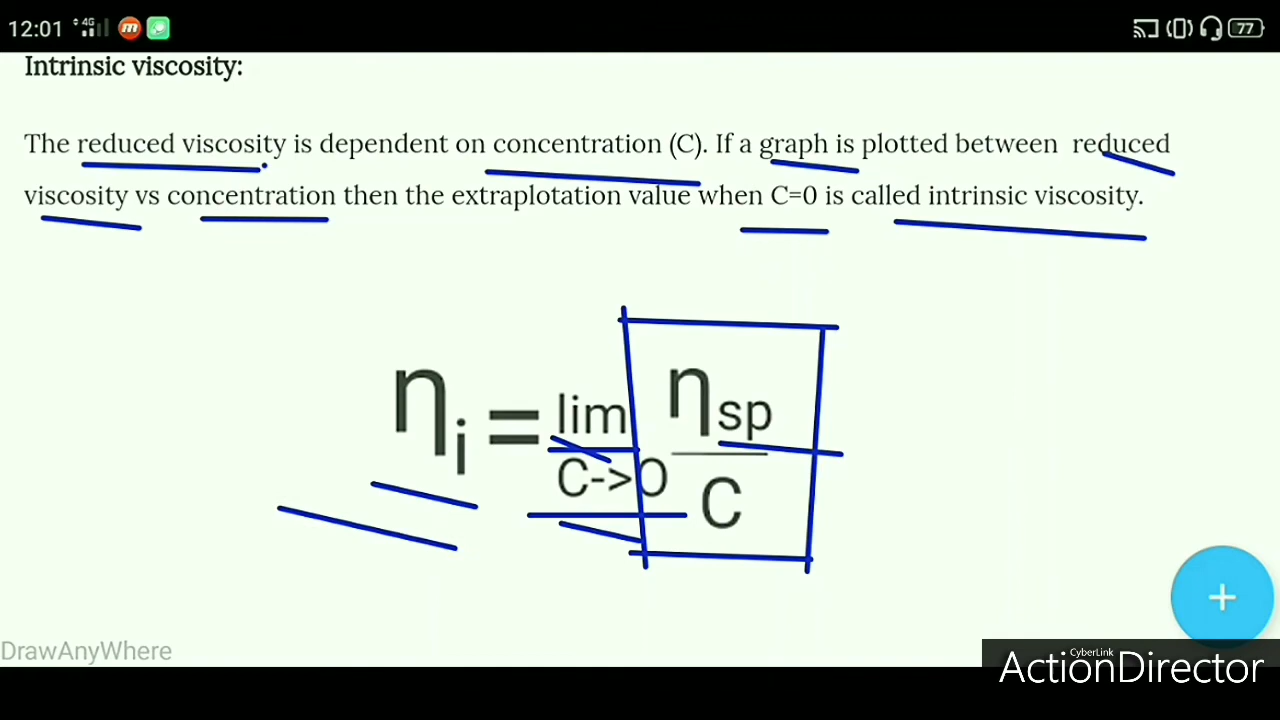 12:01 4G 77
Intrinsic viscosity:
The reduced viscosity is dependent on concentration (C). If a graph is plotted between reduced
viscosity vs concentration then the extraplotation value when C=0 is called intrinsic viscosity.
ηi = lim C->O ηsp / C
+
DrawAnyWhere
CyberLink
ActionDirector